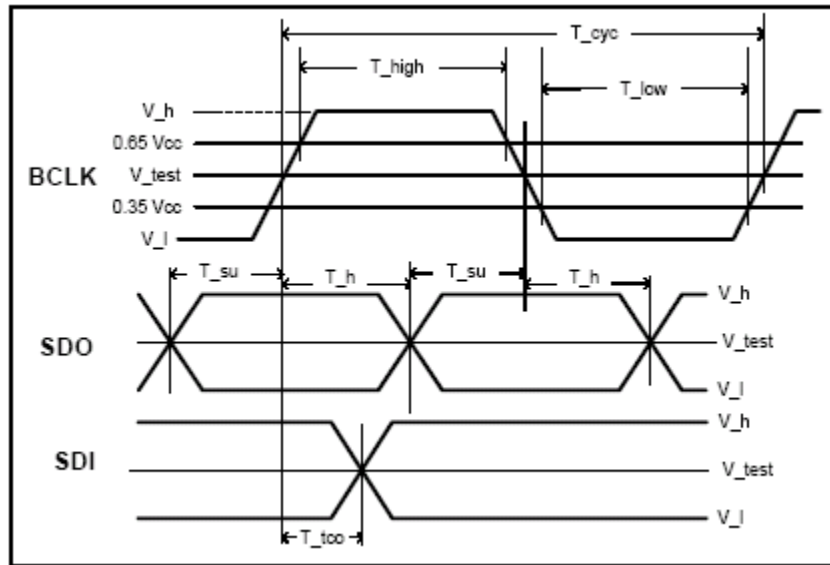 T_cyc
T_high
T_low
V_h
0.65 Vcc
BCLK
V_test
0.35 Vcc
V_l
T_su
T_h
T_su
T_h
V_h
SDO
V_test
V_l
V_h
SDI
V_test
V_l
T_tco